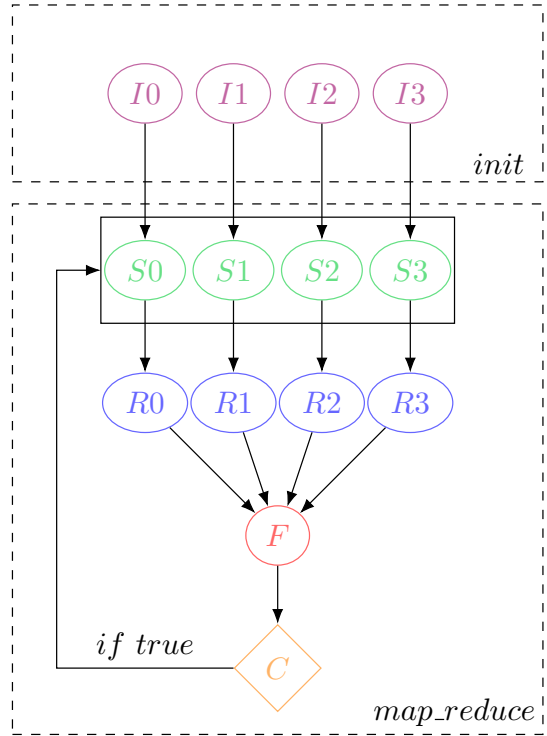 I0 I1 I2 I3
init
S0 S1 S2 S3
R0 R1 R2 R3
F
if true
C
map_reduce